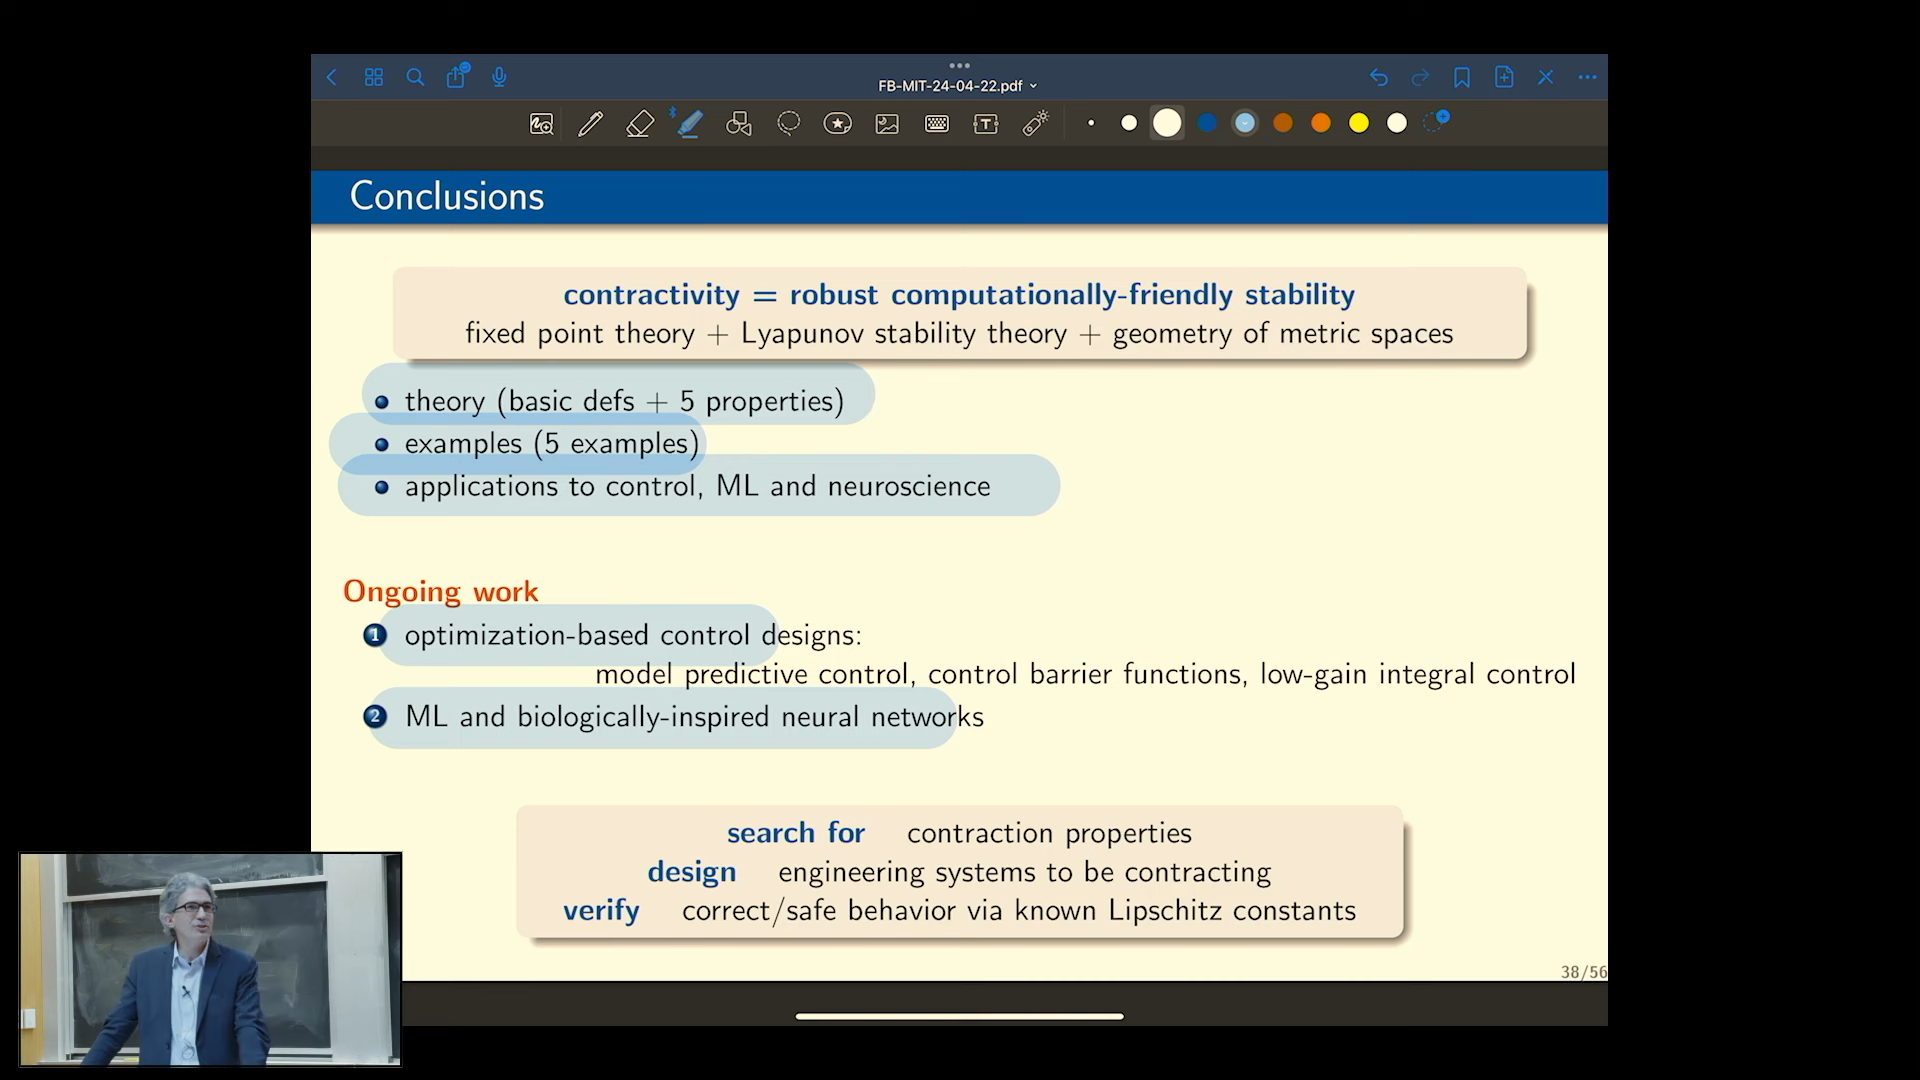 FB-MIT-24-04-22.pdf
Conclusions
contractivity = robust computationally-friendly stability
fixed point theory + Lyapunov stability theory + geometry of metric spaces
theory (basic defs + 5 properties)
examples (5 examples)
applications to control, ML and neuroscience
Ongoing work
1 optimization-based control designs:
model predictive control, control barrier functions, low-gain integral control
2 ML and biologically-inspired neural networks
search for contraction properties
design engineering systems to be contracting
verify correct/safe behavior via known Lipschitz constants
38/56